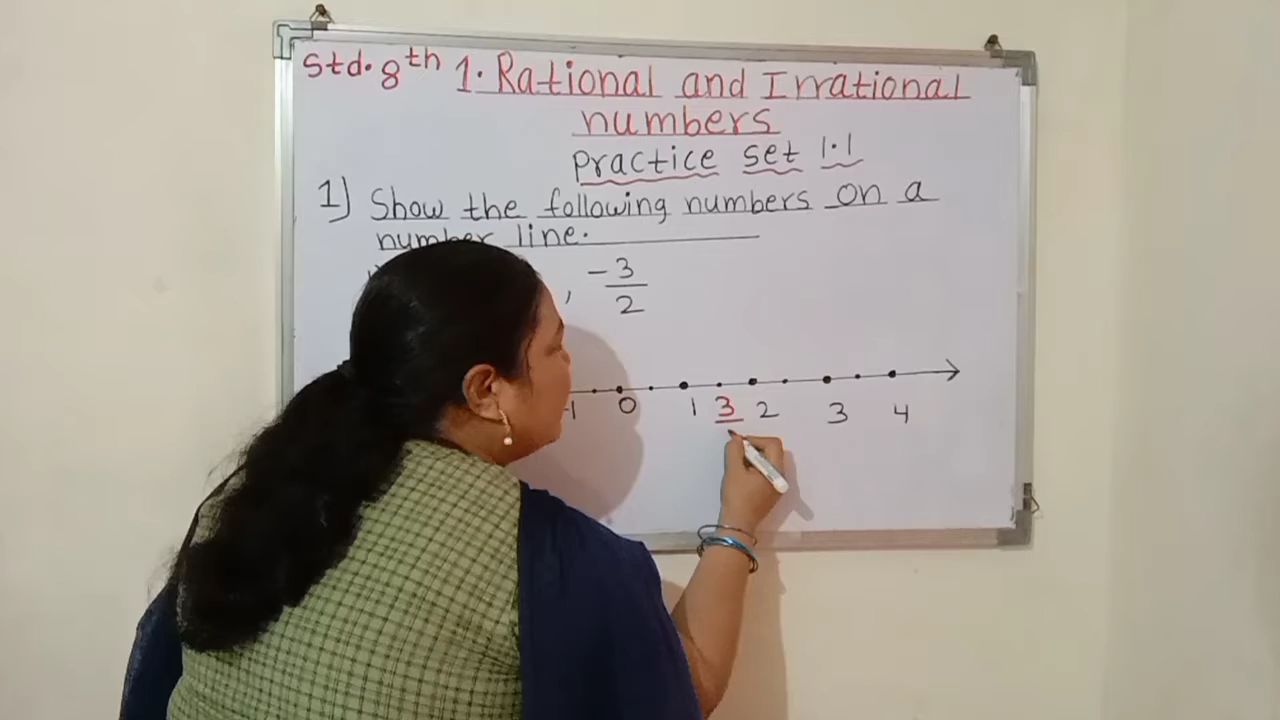 Std. 8th 1. Rational and Irrational
numbers
Practice set 1.1
1) Show the following numbers on a
number line.
, -3/2
-1 0 1 3 2 3 4